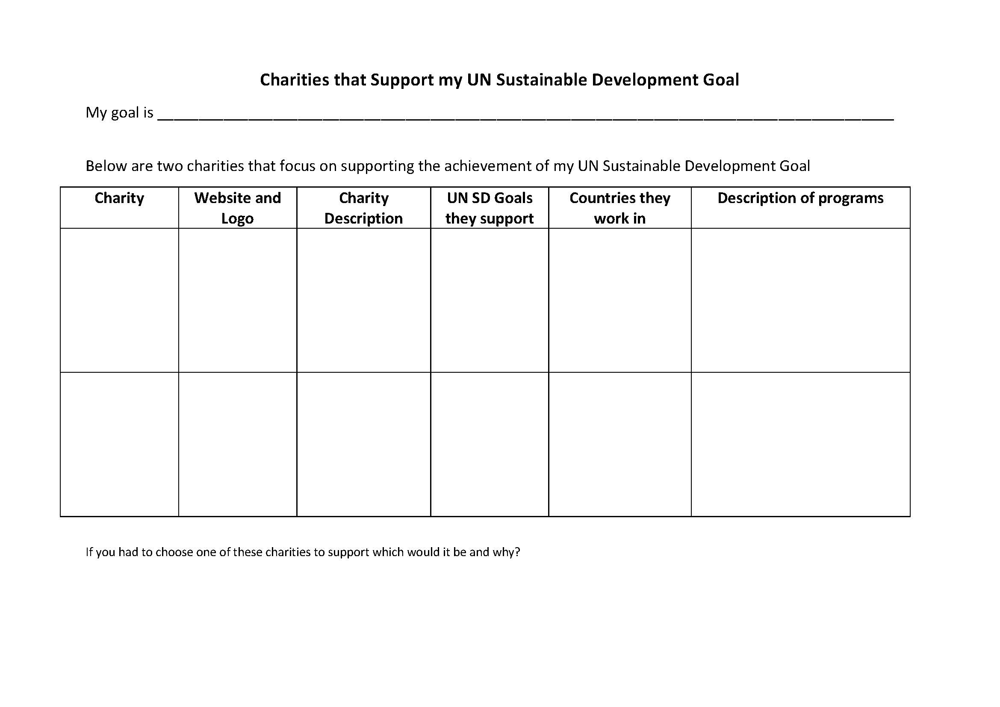 Charities that Support my UN Sustainable Development Goal
My goal is _______________________________________________________________________________
Below are two charities that focus on supporting the achievement of my UN Sustainable Development Goal
Charity
Website and
Logo
Charity
Description
UN SD Goals
they support
Countries they
work in
Description of programs
If you had to choose one of these charities to support which would it be and why?